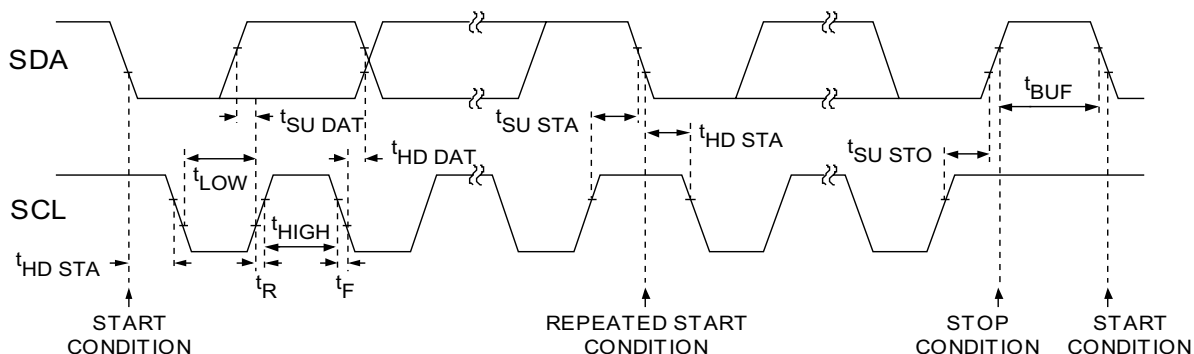 SDA
tBUF
tSU DAT
tSU STA
tHD STA
tHD DAT
tSU STO
tLOW
SCL
tHIGH
tHD STA
tR
tF
START
CONDITION
REPEATED START
CONDITION
STOP
CONDITION
START
CONDITION